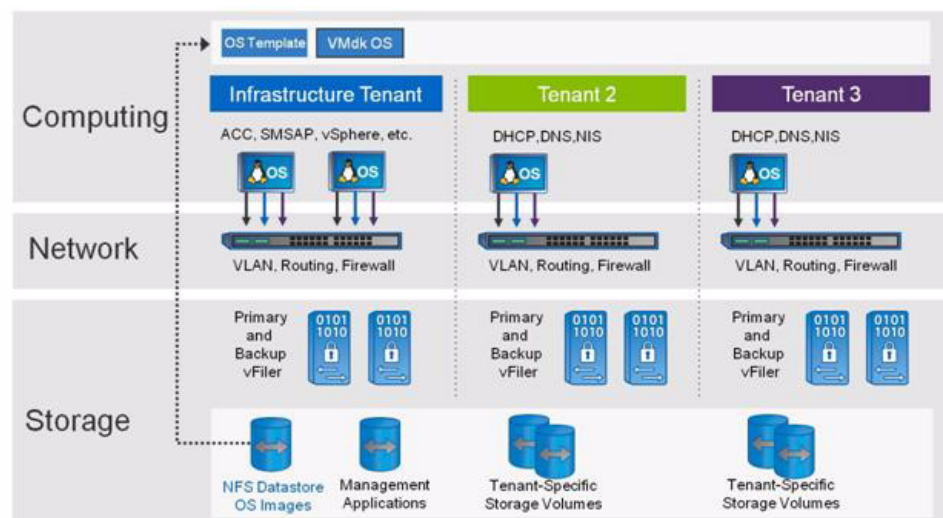 OS Template
VMdk OS
Computing
Infrastructure Tenant
Tenant 2
Tenant 3
ACC, SMSAP, vSphere, etc.
DHCP,DNS,NIS
DHCP,DNS,NIS
OS
OS
OS
OS
Network
VLAN, Routing, Firewall
VLAN, Routing, Firewall
VLAN, Routing, Firewall
Storage
Primary
and
Backup
vFiler
0101
1010
0101
1010
Primary
and
Backup
vFiler
0101
1010
0101
1010
Primary
and
Backup
vFiler
0101
1010
0101
1010
NFS Datastore
OS Images
Management
Applications
Tenant-Specific
Storage Volumes
Tenant-Specific
Storage Volumes